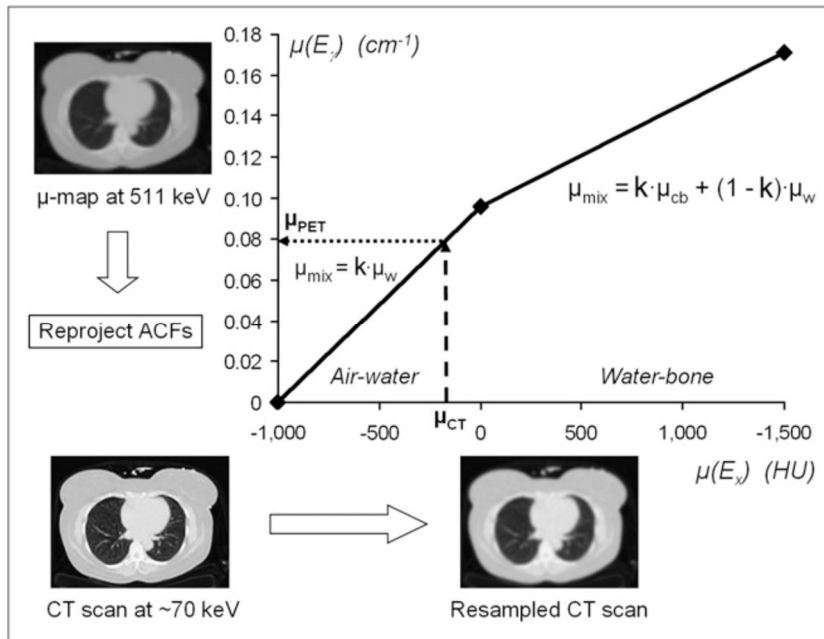 μ(Eᵧ) (cm⁻¹)
0.18
0.16
0.14
0.12
0.10
0.08
0.06
0.04
0.02
0
μ-map at 511 keV
Reproject ACFs
μPET
μmix = k·μw
μmix = k·μcb + (1 - k)·μw
Air-water
Water-bone
-1,000
-500
μCT
0
500
1,000
-1,500
μ(Eₓ) (HU)
CT scan at ~70 keV
Resampled CT scan